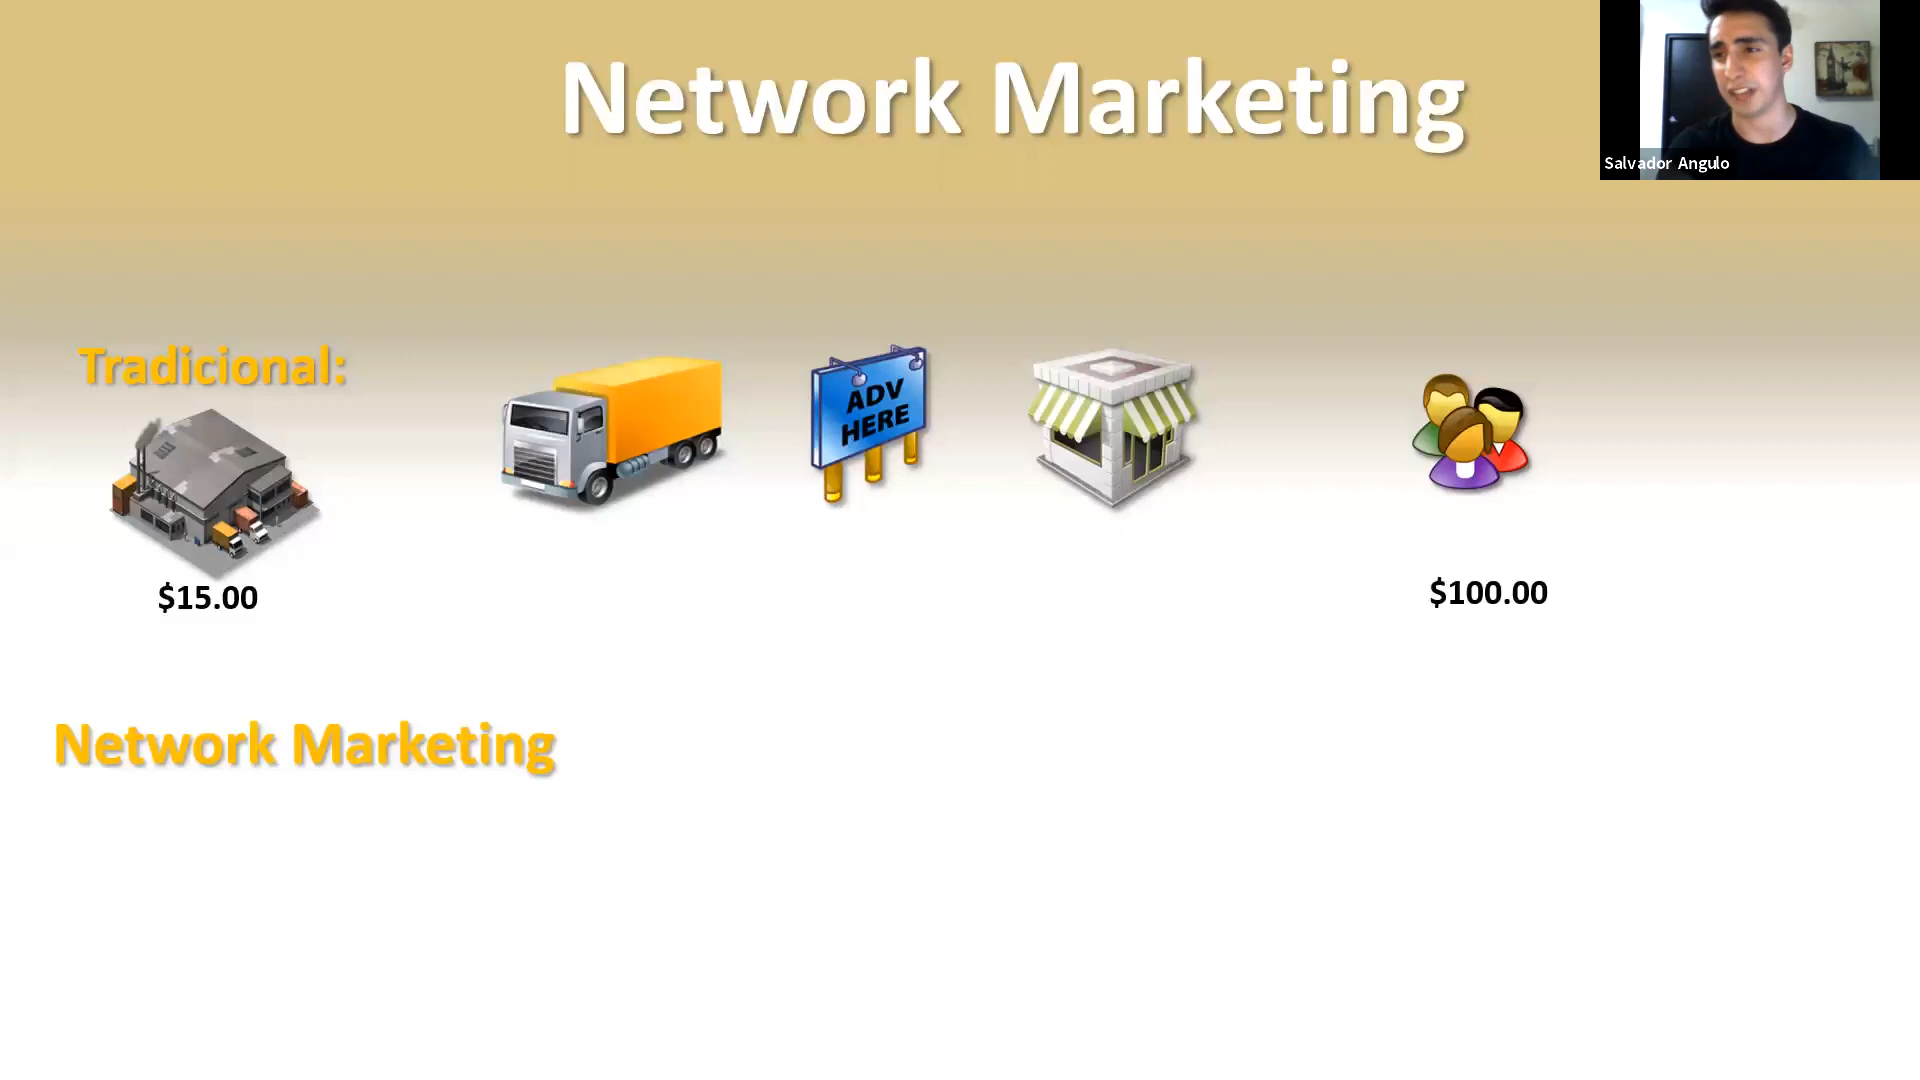 Network Marketing
Salvador Angulo
Tradicional:
ADV
HERE
$15.00
$100.00
Network Marketing